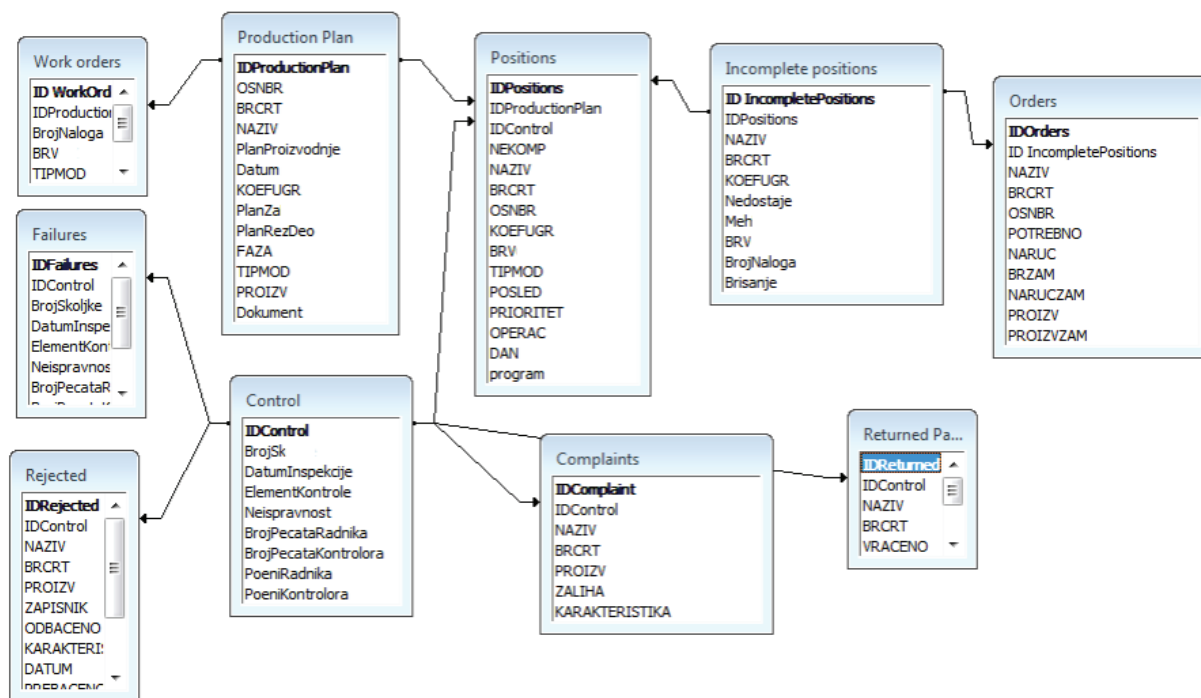 Work orders
ID WorkOrd
IDProduction
BrojNaloga
BRV
TIPMOD
Production Plan
IDProductionPlan
OSNBR
BRCRT
NAZIV
PlanProizvodnje
Datum
KOEFUGR
PlanZa
PlanRezDeo
FAZA
TIPMOD
PROIZV
Dokument
Positions
IDPositions
IDProductionPlan
IDControl
NEKOMP
NAZIV
BRCRT
OSNBR
KOEFUGR
BRV
TIPMOD
POSLED
PRIORITET
OPERAC
DAN
program
Incomplete positions
ID IncompletePositions
IDPositions
NAZIV
BRCRT
KOEFUGR
Nedostaje
Meh
BRV
BrojNaloga
Brisanje
Orders
IDOrders
ID IncompletePositions
NAZIV
BRCRT
OSNBR
POTREBNO
NARUC
BRZAM
NARUCZAM
PROIZV
PROIZVZAM
Failures
IDFailures
IDControl
BrojSkoljke
DatumInspe
ElementKon
Neispravnos
BrojPecataR
Rejected
IDRejected
IDControl
NAZIV
BRCRT
PROIZV
ZAPISNIK
ODBACENO
KARAKTERI
DATUM
PREBACENO
Control
IDControl
BrojSk
DatumInspekcije
ElementKontrole
Neispravnost
BrojPecataRadnika
BrojPecataKontrolora
PoeniRadnika
PoeniKontrolora
Complaints
IDComplaint
IDControl
NAZIV
BRCRT
PROIZV
ZALIHA
KARAKTERISTIKA
Returned Pa...
IDReturned
IDControl
NAZIV
BRCRT
VRACENO